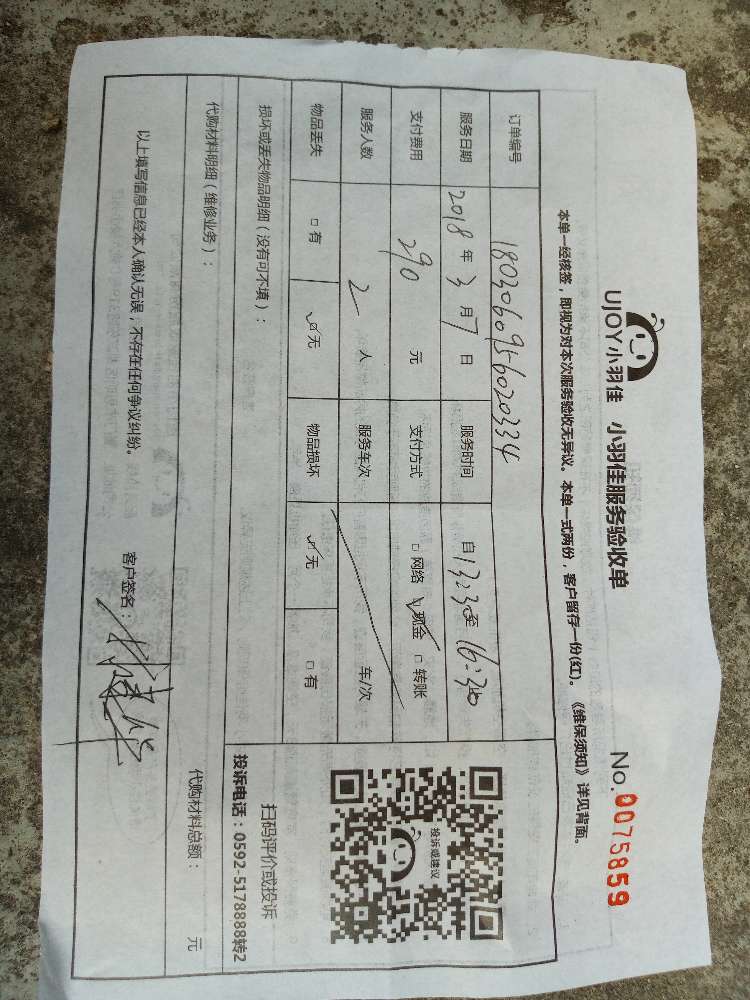 UJOY小羽佳 小羽佳服务验收单 No.0075859
本单一经核签，即视为对本次服务验收无异议。本单一式两份，客户留存一份(红)。《维保须知》详见背面。
订单编号 18030609560203334
服务日期 2018年3月7日 服务时间 自13:30至16:30
支付费用 290元 支付方式 □网络 ☑现金 □转账
服务人数 2人 服务车次 车/次
物品丢失 □有 ☑无 物品损坏 ☑无 □有
损坏或丢失物品明细（没有可不填）：
投诉或建议
扫码评价或投诉
投诉电话：0592-5178888转2
代购材料明细（维修业务）：
代购材料总额： 元
以上填写信息已经本人确认无误，不存在任何争议纠纷。
客户签名：